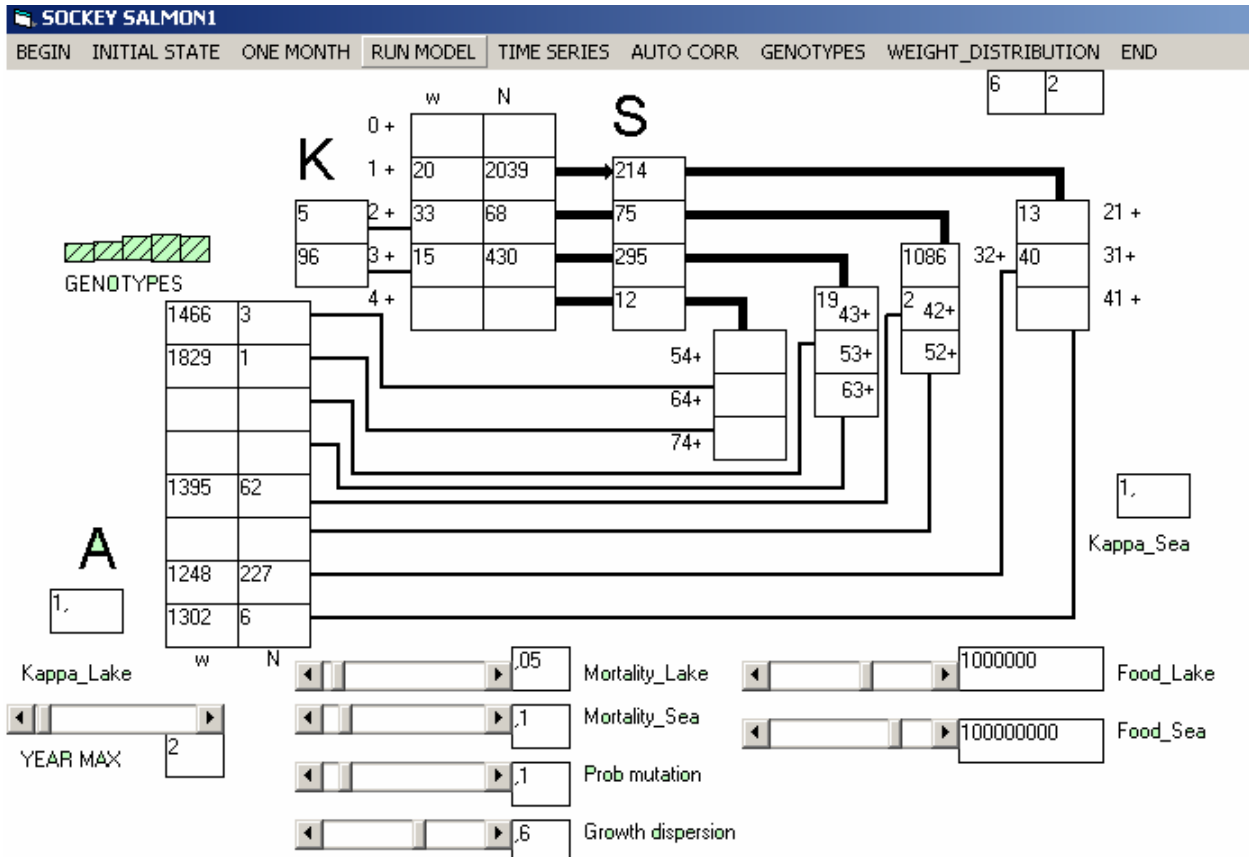 SOCKEY SALMON1
BEGIN INITIAL STATE ONE MONTH RUN MODEL TIME SERIES AUTO CORR GENOTYPES WEIGHT_DISTRIBUTION END
6 2
w N
0 +
S
K
1 + 20 2039 214
5 2 + 33 68 75 13 21 +
96 3 + 15 430 295 1086 32+ 40 31+
GENOTYPES
4 + 12 19 43+ 2 42+ 41 +
1466 3
1829 1 54+ 53+ 52+
64+ 63+
74+
1395 62 1,
A
Kappa_Sea
1248 227
1,
1302 6
w N
Kappa_Lake ,05 Mortality_Lake 1000000 Food_Lake
,1 Mortality_Sea 100000000 Food_Sea
YEAR MAX 2
,1 Prob mutation
,6 Growth dispersion